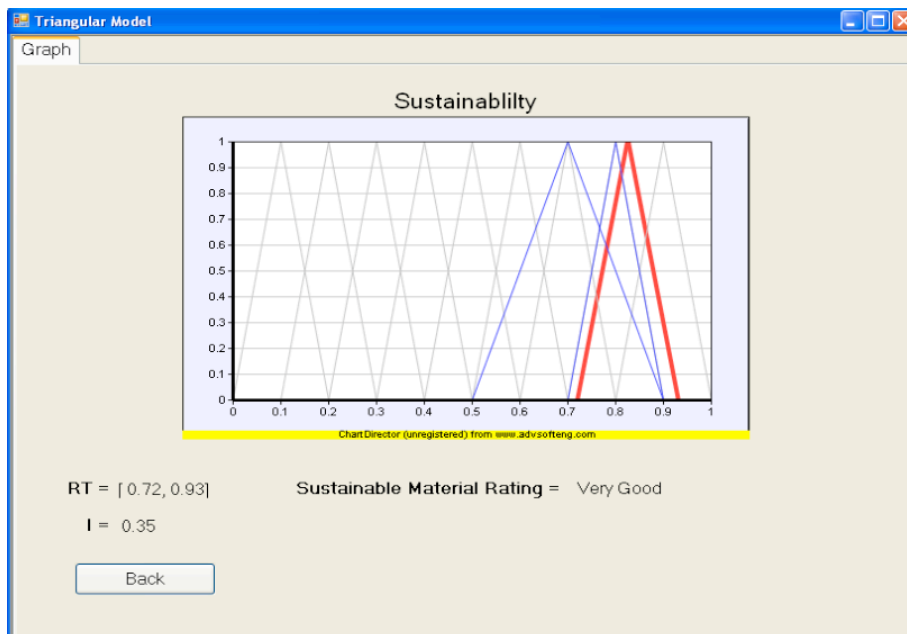 Triangular Model
Graph
Sustainablilty
1
0.9
0.8
0.7
0.6
0.5
0.4
0.3
0.2
0.1
0
0 0.1 0.2 0.3 0.4 0.5 0.6 0.7 0.8 0.9 1
ChartDirector (unregistered) from www.advsofteng.com
RT = [ 0.72, 0.93] Sustainable Material Rating = Very Good
I = 0.35
Back